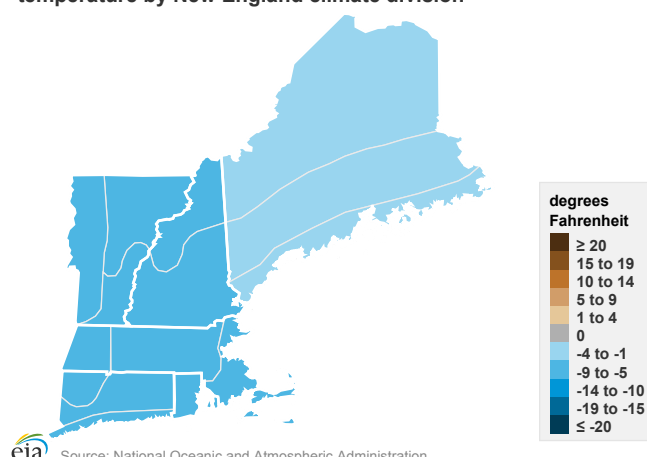 temperature by New England climate division
degrees
Fahrenheit
≥ 20
15 to 19
10 to 14
5 to 9
1 to 4
0
-4 to -1
-9 to -5
-14 to -10
-19 to -15
≤ -20
eia Source: National Oceanic and Atmospheric Administration